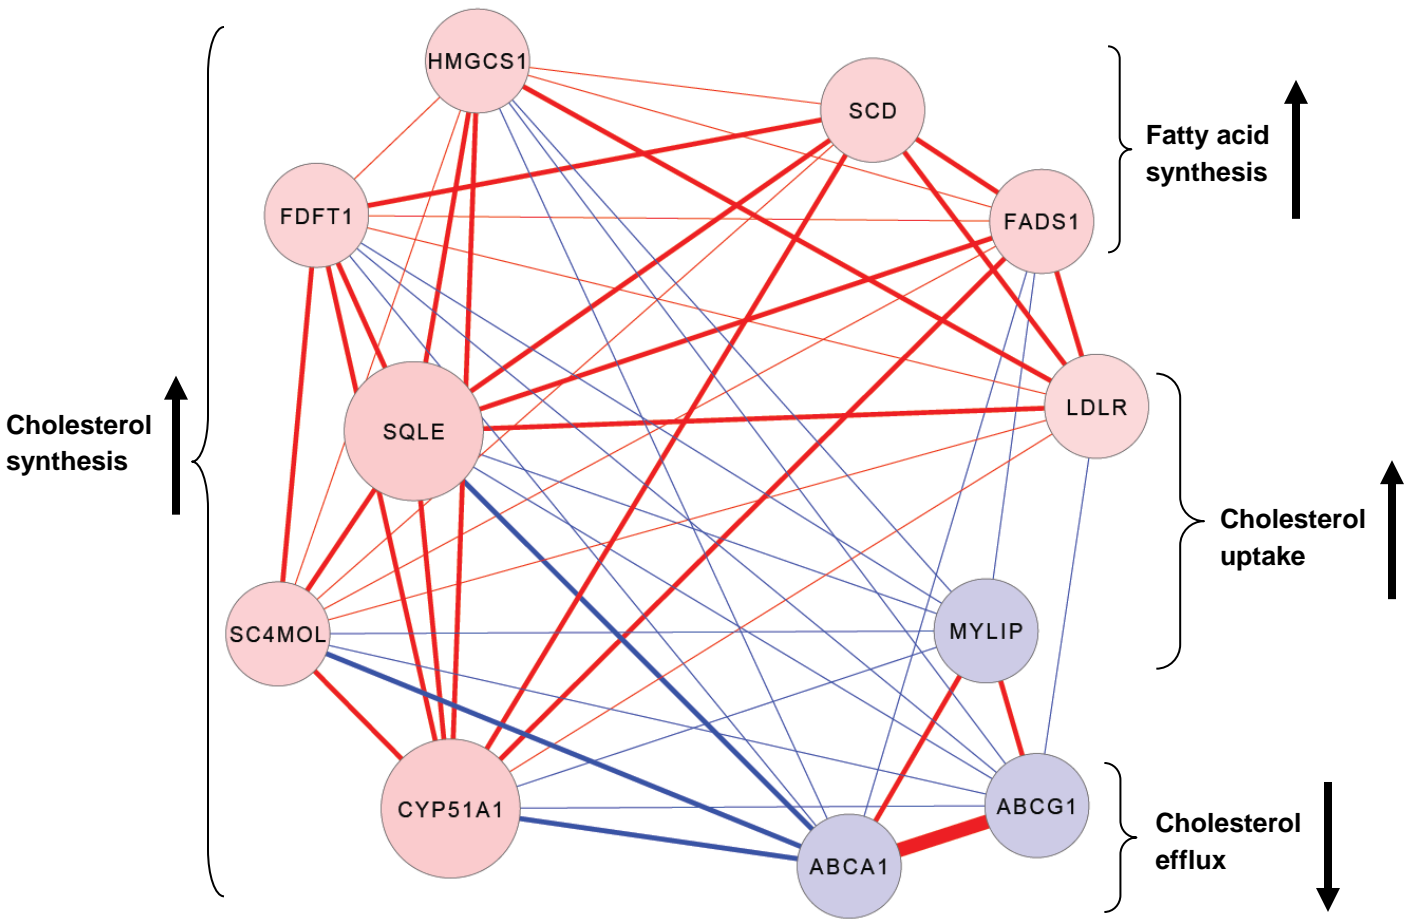 HMGCS1
SCD
Fatty acid
synthesis
FDFT1
FADS1
LDLR
Cholesterol
synthesis
SQLE
Cholesterol
uptake
SC4MOL
MYLIP
CYP51A1
ABCG1
Cholesterol
efflux
ABCA1